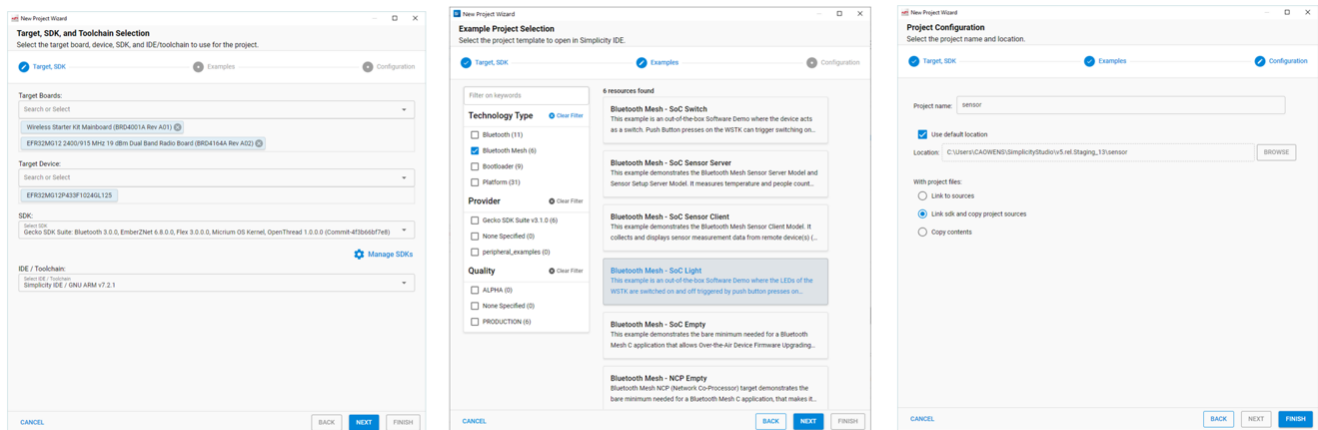 New Project Wizard
Target, SDK, and Toolchain Selection
Select the target board, device, SDK, and IDE/toolchain to use for the project.
Target, SDK
Examples
Configuration
Target Boards:
Search or Select
Wireless Starter Kit Mainboard (BRD4001A Rev A01)
EFR32MG12 2400/915 MHz 19 dBm Dual Band Radio Board (BRD4164A Rev A02)
Target Device:
Search or Select
EFR32MG12P433F1024GL125
SDK:
Select SDK
Gecko SDK Suite: Bluetooth 3.0.0, EmberZNet 6.8.0, Flex 3.0.0, Micrium OS Kernel, OpenThread 1.0.0 (Commit-4f3b66bf7e8)
Manage SDKs
IDE / Toolchain:
Select IDE / Toolchain
Simplicity IDE / GNU ARM v7.2.1
CANCEL
BACK
NEXT
FINISH
New Project Wizard
Example Project Selection
Select the project template to open in Simplicity IDE.
Target, SDK
Examples
Configuration
Filter on keywords
Technology Type
Clear Filter
Bluetooth (11)
Bluetooth Mesh (6)
Bootloader (9)
Platform (31)
Provider
Clear Filter
Gecko SDK Suite v3.1.0 (6)
None Specified (0)
peripheral_examples (0)
Quality
Clear Filter
ALPHA (0)
None Specified (0)
PRODUCTION (6)
6 resources found
Bluetooth Mesh - SoC Switch
This example is an out-of-the-box Software Demo where the device acts
as a switch. Push Button presses on the WSTK can trigger switching on...
Bluetooth Mesh - SoC Sensor Server
This example demonstrates the Bluetooth Mesh Sensor Server Model and
Sensor Setup Server Model. It measures temperature and people count...
Bluetooth Mesh - SoC Sensor Client
This example demonstrates the Bluetooth Mesh Sensor Client Model. It
collects and displays sensor measurement data from remote device(s) (...
Bluetooth Mesh - SoC Light
This example is an out-of-the-box Software Demo where the LEDs of the
WSTK are switched on and off triggered by push button presses on...
Bluetooth Mesh - SoC Empty
This example demonstrates the bare minimum needed for a Bluetooth
Mesh C application that allows Over-the-Air Device Firmware Upgrading...
Bluetooth Mesh - NCP Empty
Bluetooth Mesh NCP (Network Co-Processor) target demonstrates the
bare minimum needed for a Bluetooth Mesh C application, that makes it...
CANCEL
BACK
NEXT
FINISH
New Project Wizard
Project Configuration
Select the project name and location.
Target, SDK
Examples
Configuration
Project name:
sensor
Use default location
Location:
C:\Users\CAOWENS\SimplicityStudio\v5.rel.Staging_13\sensor
BROWSE
With project files:
Link to sources
Link sdk and copy project sources
Copy contents
CANCEL
BACK
NEXT
FINISH